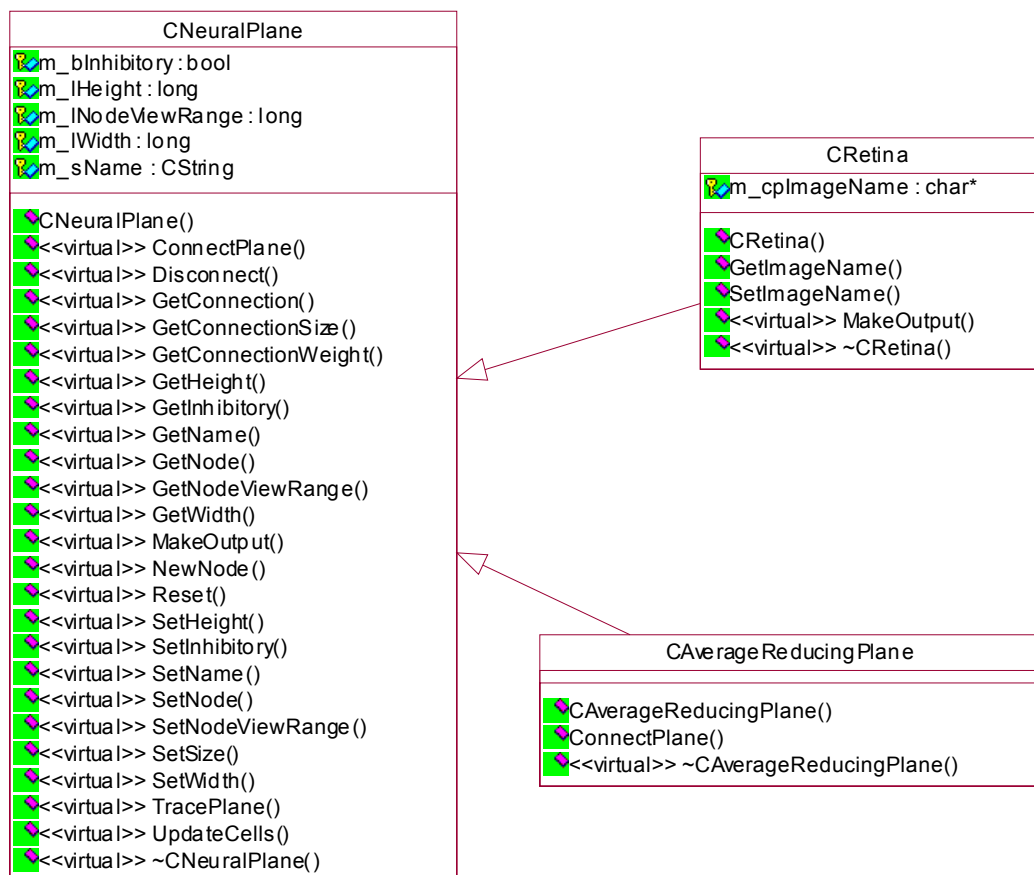 CNeuralPlane
m_bInhibitory : bool
m_lHeight : long
m_lNodeViewRange : long
m_lWidth : long
m_sName : CString
CNeuralPlane()
<<virtual>> ConnectPlane()
<<virtual>> Disconnect()
<<virtual>> GetConnection()
<<virtual>> GetConnectionSize()
<<virtual>> GetConnectionWeight()
<<virtual>> GetHeight()
<<virtual>> GetInhibitory()
<<virtual>> GetName()
<<virtual>> GetNode()
<<virtual>> GetNodeViewRange()
<<virtual>> GetWidth()
<<virtual>> MakeOutput()
<<virtual>> NewNode()
<<virtual>> Reset()
<<virtual>> SetHeight()
<<virtual>> SetInhibitory()
<<virtual>> SetName()
<<virtual>> SetNode()
<<virtual>> SetNodeViewRange()
<<virtual>> SetSize()
<<virtual>> SetWidth()
<<virtual>> TracePlane()
<<virtual>> UpdateCells()
<<virtual>> ~CNeuralPlane()
CRetina
m_cpImageName : char*
CRetina()
GetImageName()
SetImageName()
<<virtual>> MakeOutput()
<<virtual>> ~CRetina()
CAverageReducingPlane
CAverageReducingPlane()
ConnectPlane()
<<virtual>> ~CAverageReducingPlane()